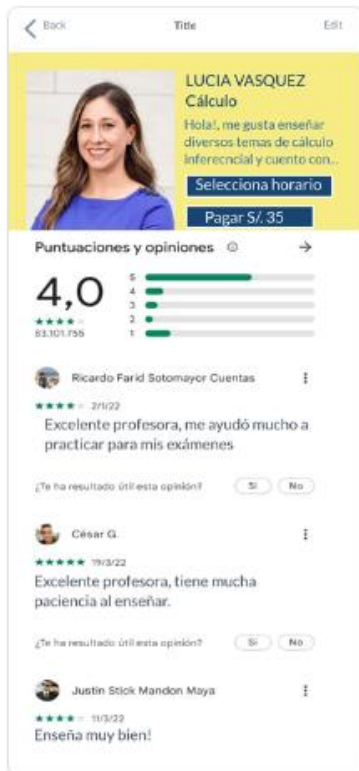 Back Title Edit
LUCIA VASQUEZ
Cálculo
Hola!, me gusta enseñar
diversos temas de cálculo
inferecncial y cuento con...
Selecciona horario
Pagar S/. 35
Puntuaciones y opiniones
4,0
5
4
3
2
1
83.101.755
Ricardo Farid Sotomayor Cuentas
2/1/22
Excelente profesora, me ayudó mucho a
practicar para mis exámenes
¿Te ha resultado útil esta opinión? Sí No
César G.
19/3/22
Excelente profesora, tiene mucha
paciencia al enseñar.
¿Te ha resultado útil esta opinión? Sí No
Justin Stick Mandon Maya
11/3/22
Enseña muy bien!